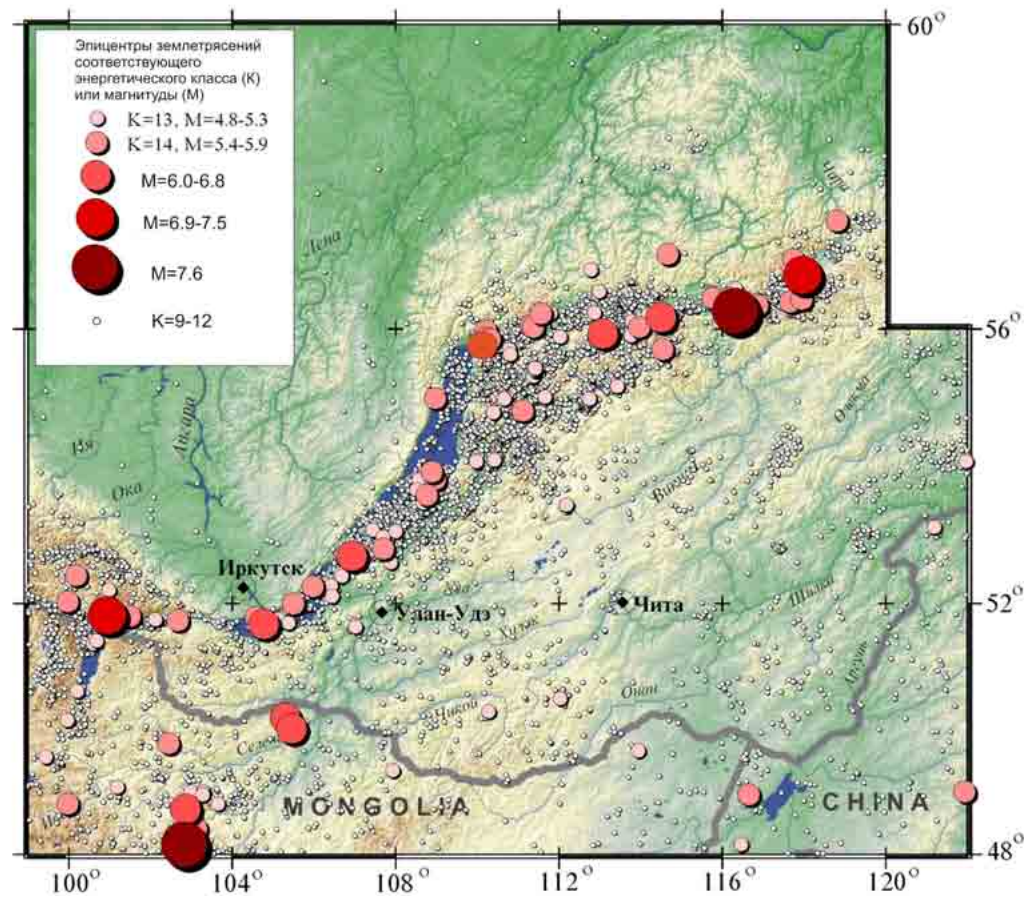 60°
Эпицентры землетрясений
соответствующего
энергетического класса (К)
или магнитуды (М)
K=13, M=4.8-5.3
K=14, M=5.4-5.9
M=6.0-6.8
M=6.9-7.5
M=7.6
K=9-12
Чара
Лена
56°
Олекма
Ангара
Ия
Ока
Витим
Иркутск
Уда
52°
Улан-Удэ
Чита
Шилка
Хилок
Аргунь
Онон
Чикой
MONGOLIA
CHINA
48°
100°
104°
108°
112°
116°
120°